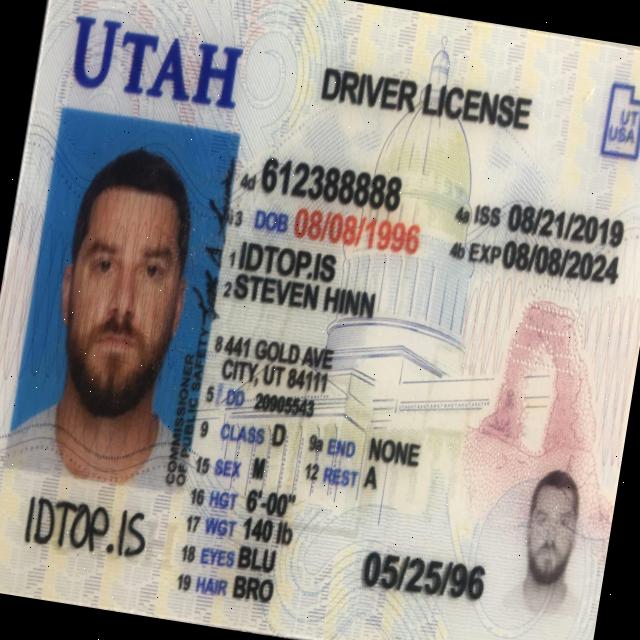 UTAH
DRIVER LICENSE
UT
USA
4d 612388888
3 DOB 08/08/1996
4a ISS 08/21/2019
4b EXP 08/08/2024
1 IDTOP.IS
2 STEVEN HINN
8 441 GOLD AVE
CITY, UT 84111
5 DD 20905543
9 CLASS D
9a END NONE
15 SEX M
12 REST A
16 HGT 6'-00"
17 WGT 140 lb
18 EYES BLU
19 HAIR BRO
05/25/96
COMMISSIONER
PUBLIC SAFETY
IDTOP.IS